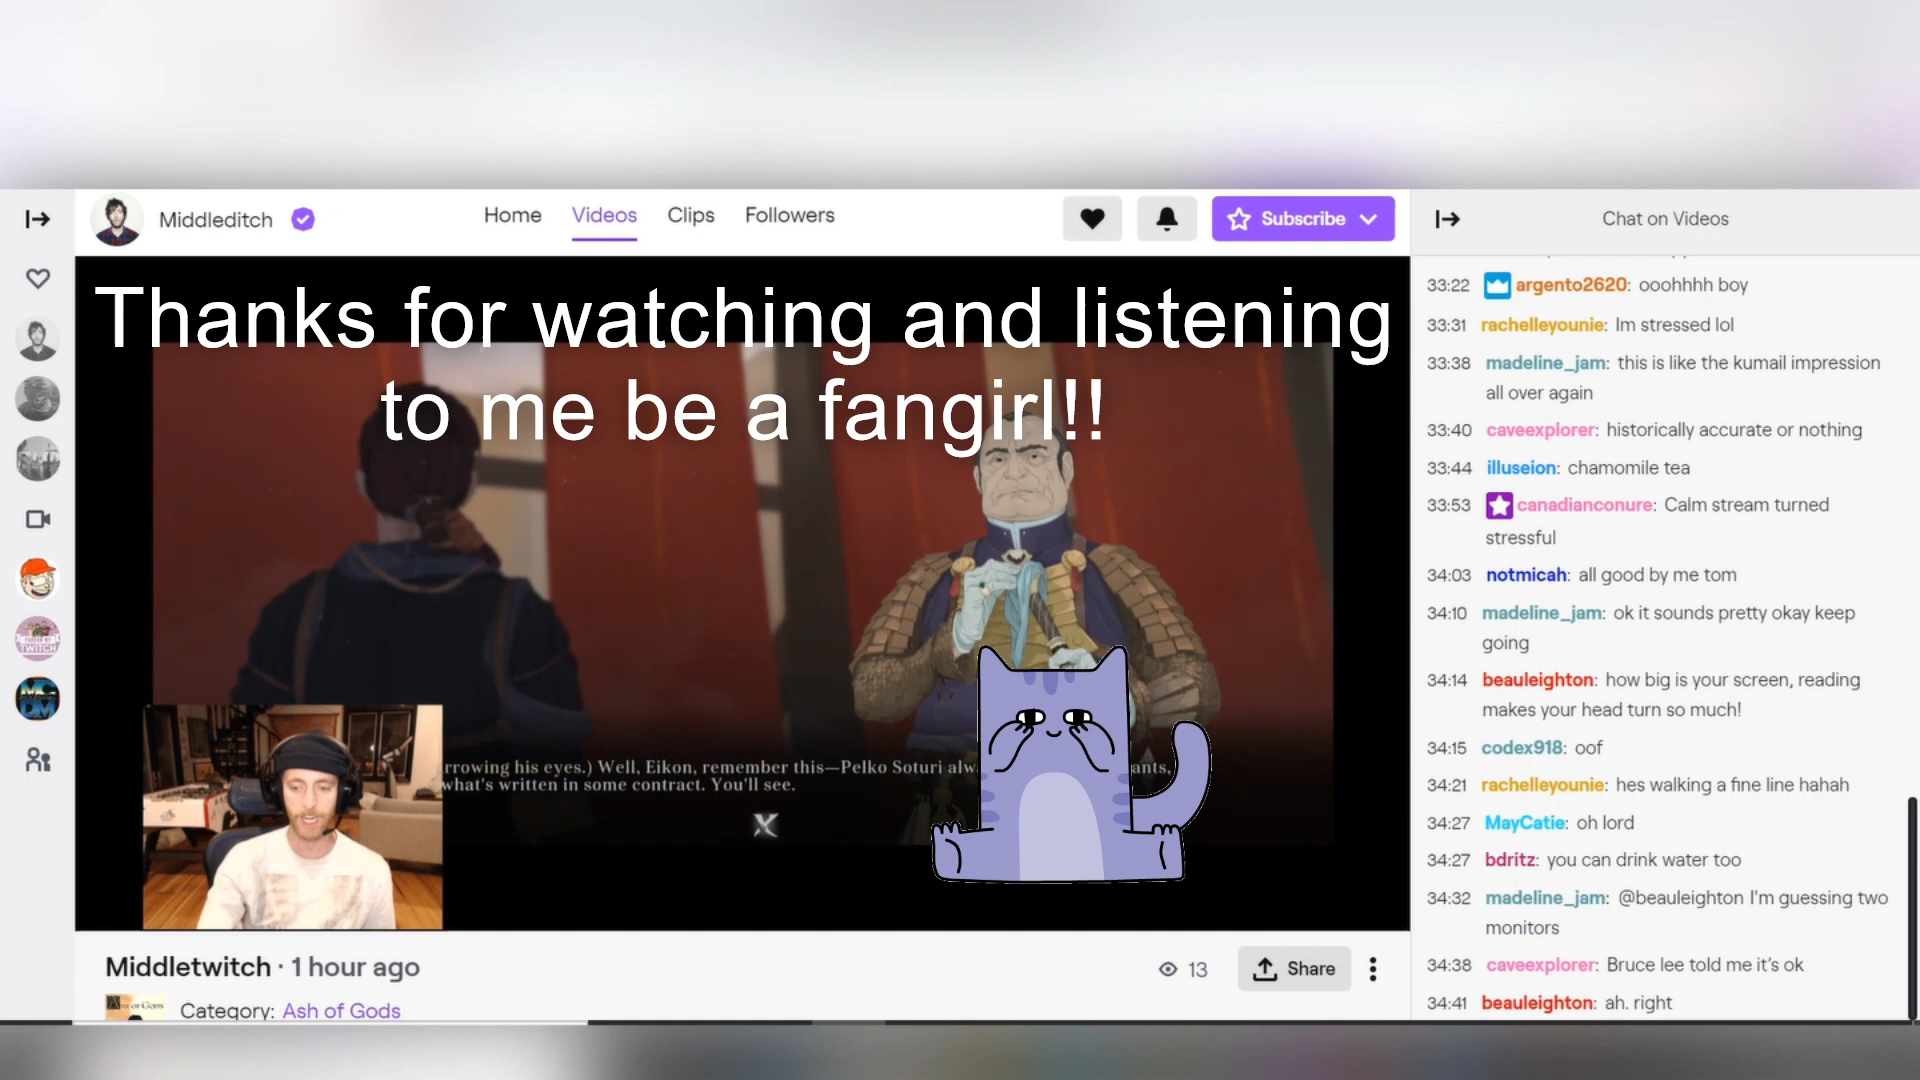 Middleditch
Home Videos Clips Followers
Subscribe
Chat on Videos
Thanks for watching and listening
to me be a fangirl!!
rrowing his eyes.) Well, Eikon, remember this—Pelko Soturi
what's written in some contract. You'll see.
Middletwitch · 1 hour ago
13
Share
Category: Ash of Gods
33:22 argento2620: ooohhhh boy
33:31 rachelleyounie: Im stressed lol
33:38 madeline_jam: this is like the kumail impression
all over again
33:40 caveexplorer: historically accurate or nothing
33:44 illuseion: chamomile tea
33:53 canadianconure: Calm stream turned
stressful
34:03 notmicah: all good by me tom
34:10 madeline_jam: ok it sounds pretty okay keep
going
34:14 beauleighton: how big is your screen, reading
makes your head turn so much!
34:15 codex918: oof
34:21 rachelleyounie: hes walking a fine line hahah
34:27 MayCatie: oh lord
34:27 bdritz: you can drink water too
34:32 madeline_jam: @beauleighton I'm guessing two
monitors
34:38 caveexplorer: Bruce lee told me it's ok
34:41 beauleighton: ah. right